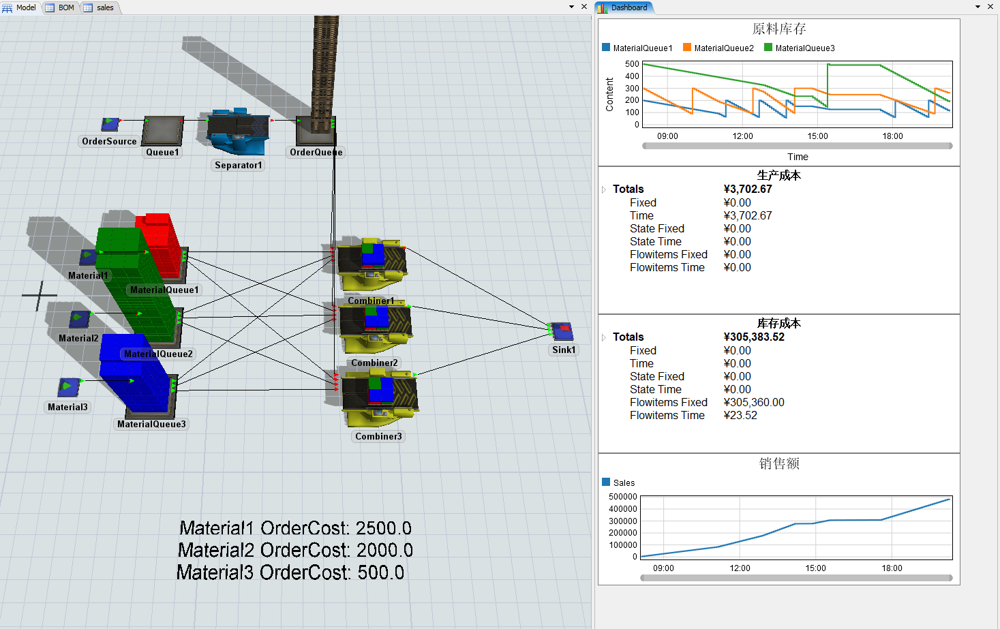 Model
BOM
sales
OrderSource
Queue1
Separator1
OrderQueue
Material1
MaterialQueue1
Material2
MaterialQueue2
Material3
MaterialQueue3
Combiner1
Combiner2
Combiner3
Sink1
Material1 OrderCost: 2500.0
Material2 OrderCost: 2000.0
Material3 OrderCost: 500.0
Dashboard
原料库存
MaterialQueue1 MaterialQueue2 MaterialQueue3
Content
500
400
300
200
100
0
09:00 12:00 15:00 18:00
Time
生产成本
Totals ¥3,702.67
Fixed ¥0.00
Time ¥3,702.67
State Fixed ¥0.00
State Time ¥0.00
Flowitems Fixed ¥0.00
Flowitems Time ¥0.00
库存成本
Totals ¥305,383.52
Fixed ¥0.00
Time ¥0.00
State Fixed ¥0.00
State Time ¥0.00
Flowitems Fixed ¥305,360.00
Flowitems Time ¥23.52
销售额
Sales
500000
400000
300000
200000
100000
0
09:00 12:00 15:00 18:00